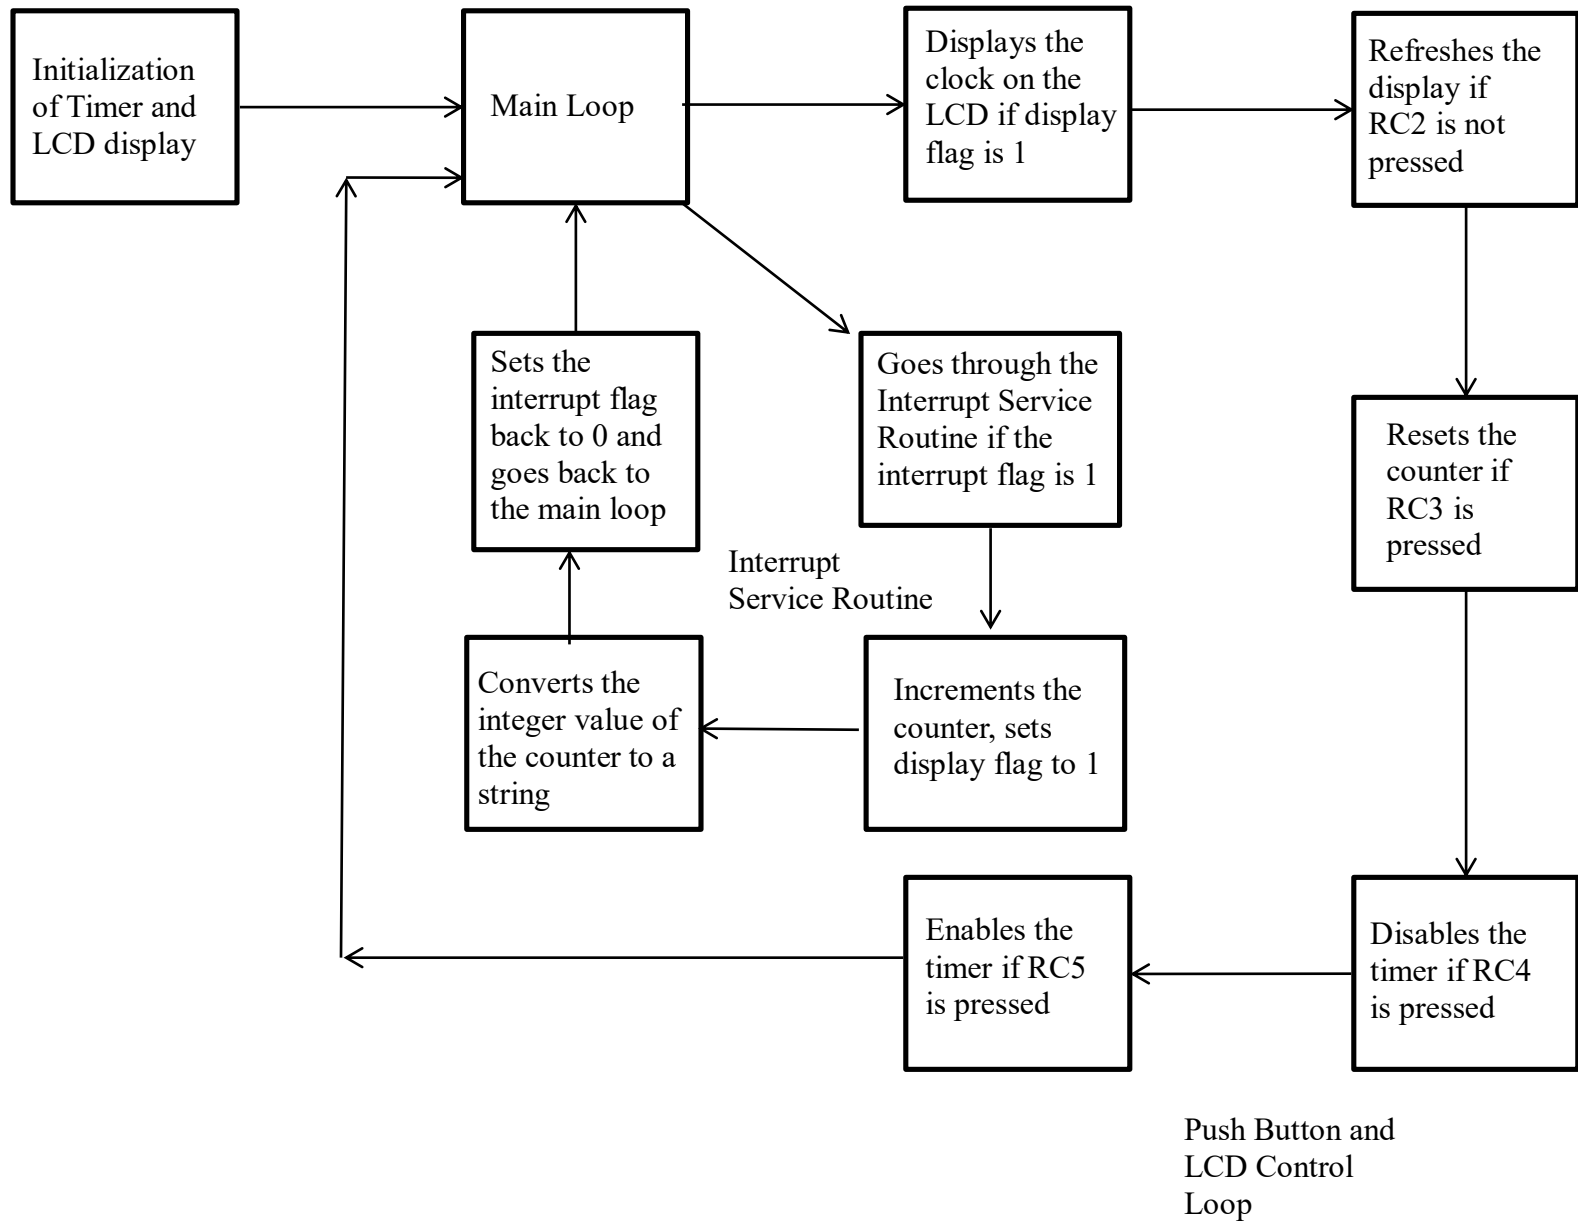 Initialization
of Timer and
LCD display
Main Loop
Displays the
clock on the
LCD if display
flag is 1
Refreshes the
display if
RC2 is not
pressed
Sets the
interrupt flag
back to 0 and
goes back to
the main loop
Goes through the
Interrupt Service
Routine if the
interrupt flag is 1
Resets the
counter if
RC3 is
pressed
Interrupt
Service Routine
Converts the
integer value of
the counter to a
string
Increments the
counter, sets
display flag to 1
Enables the
timer if RC5
is pressed
Disables the
timer if RC4
is pressed
Push Button and
LCD Control
Loop